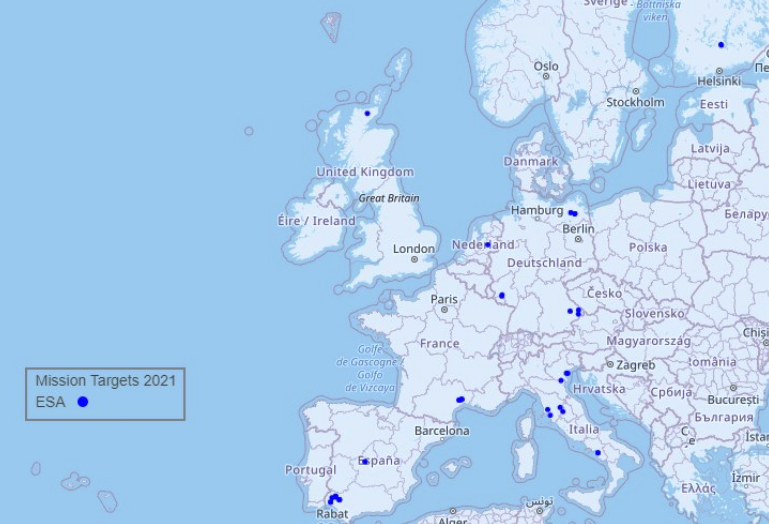 Sverige
Bottniska
viken
Oslo
Helsinki
Stockholm
Eesti
Latvija
Danmark
United Kingdom
Lietuva
Great Britain
Hamburg
Éire / Ireland
Berlin
London
Nederland
Polska
Deutschland
Paris
Česko
Slovensko
France
Magyarország
Golfe
de Gascogne /
Golfo
de Vizcaya
Zagreb
România
Mission Targets 2021
ESA
Hrvatska
Србија
București
България
Barcelona
Italia
Portugal
España
İzmir
Ελλάς
Rabat
Alger
تونس